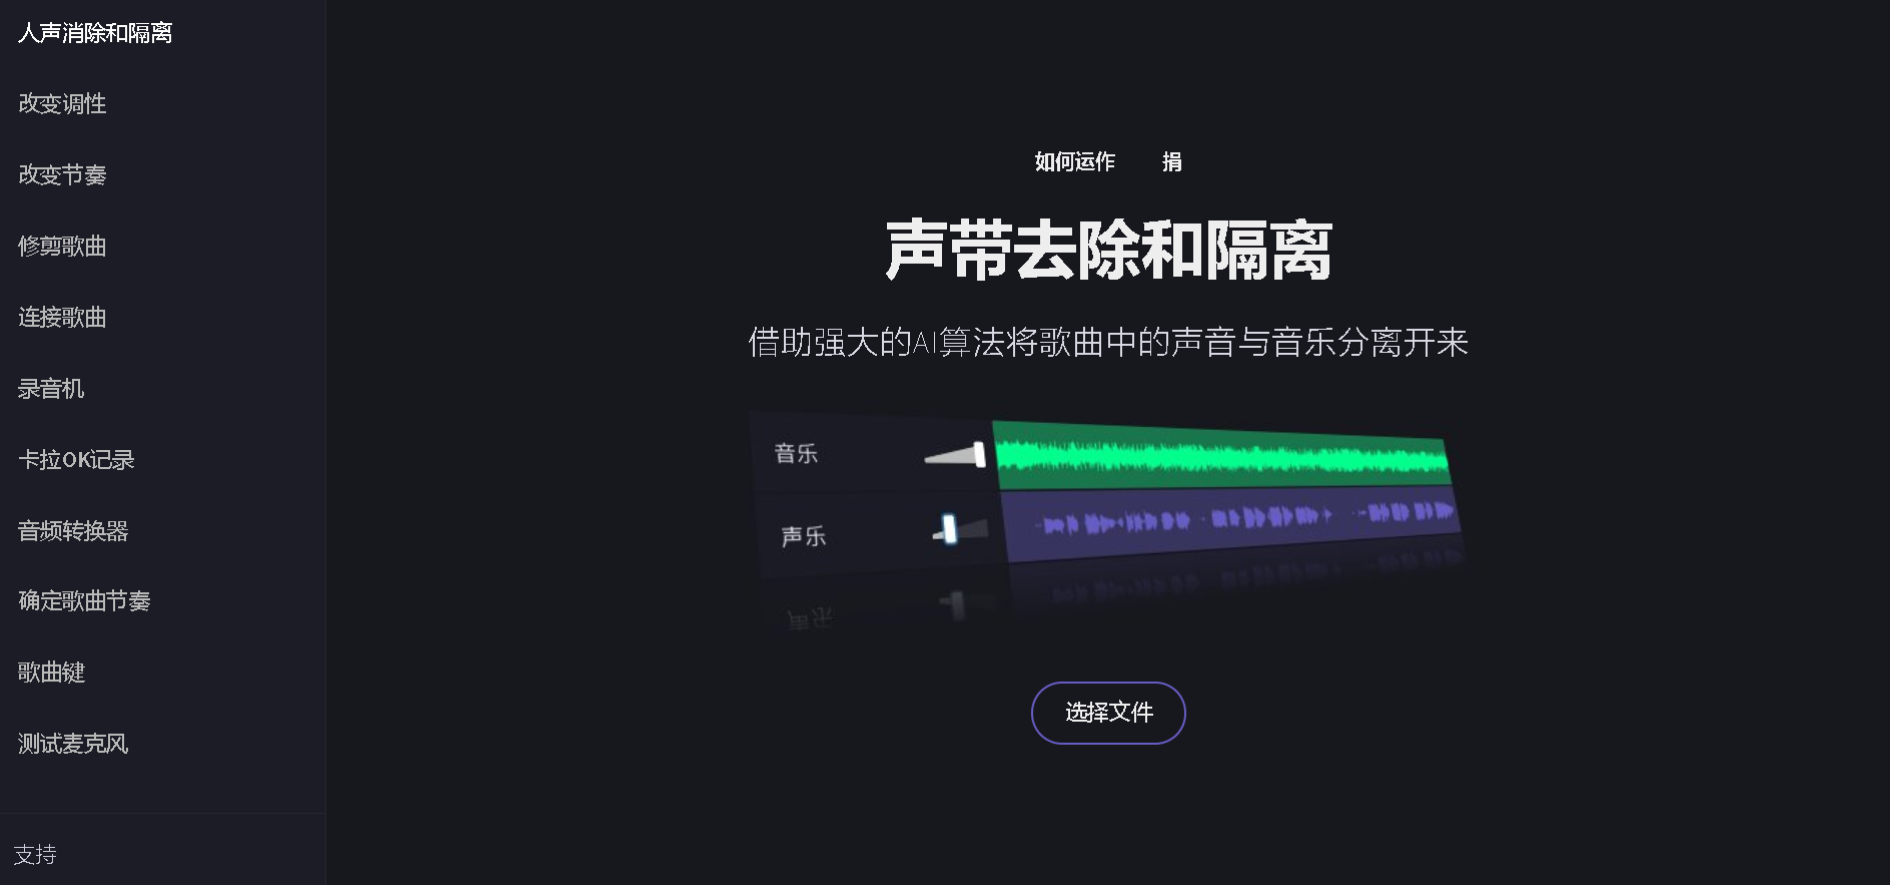 人声消除和隔离
改变调性
改变节奏
修剪歌曲
连接歌曲
录音机
卡拉OK记录
音频转换器
确定歌曲节奏
歌曲键
测试麦克风
支持
如何运作 捐
声带去除和隔离
借助强大的AI算法将歌曲中的声音与音乐分离开来
音乐
声乐
选择文件